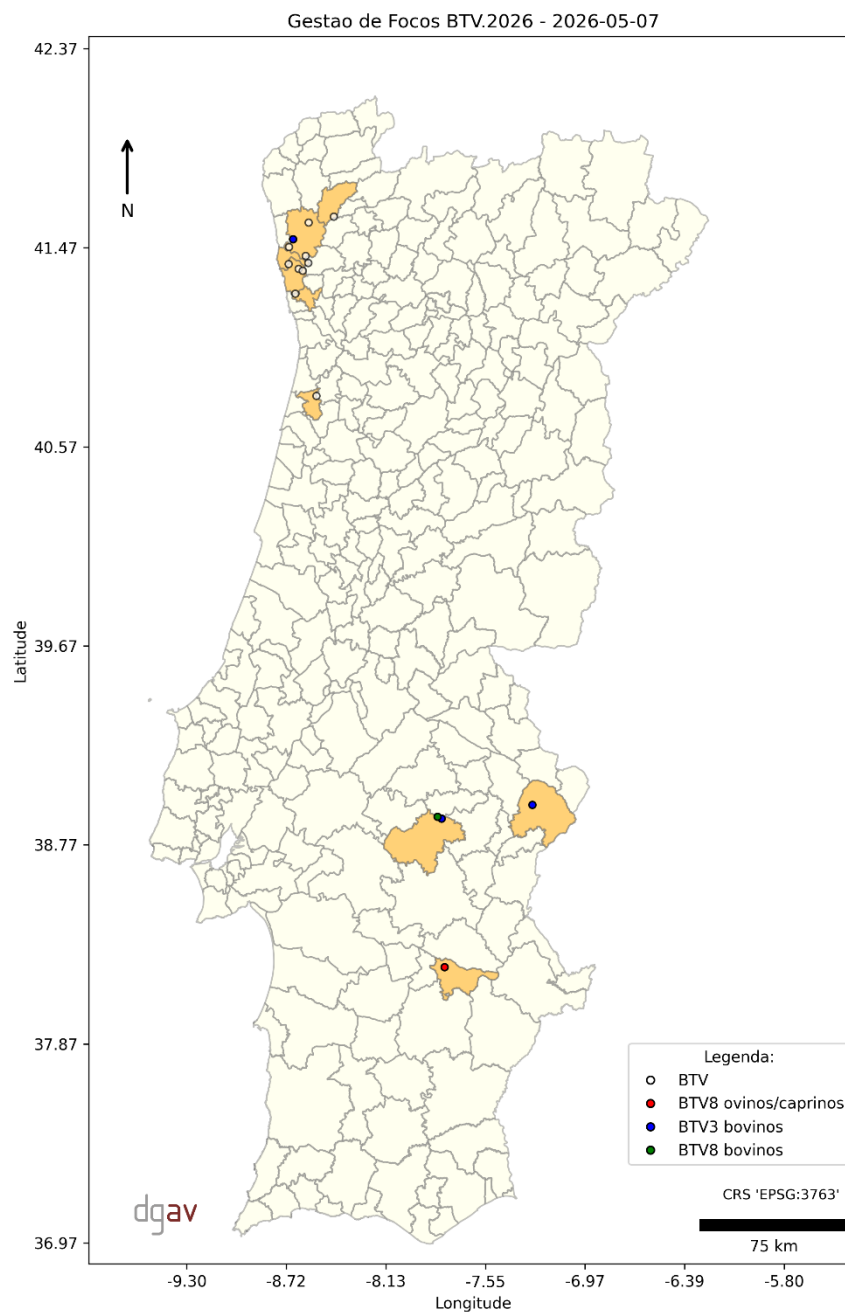 Gestao de Focos BTV.2026 - 2026-05-07
42.37
N
41.47
40.57
39.67
Latitude
38.77
37.87
Legenda:
BTV
BTV8 ovinos/caprinos
BTV3 bovinos
BTV8 bovinos
CRS 'EPSG:3763'
dgav
75 km
36.97
-9.30 -8.72 -8.13 -7.55 -6.97 -6.39 -5.80
Longitude